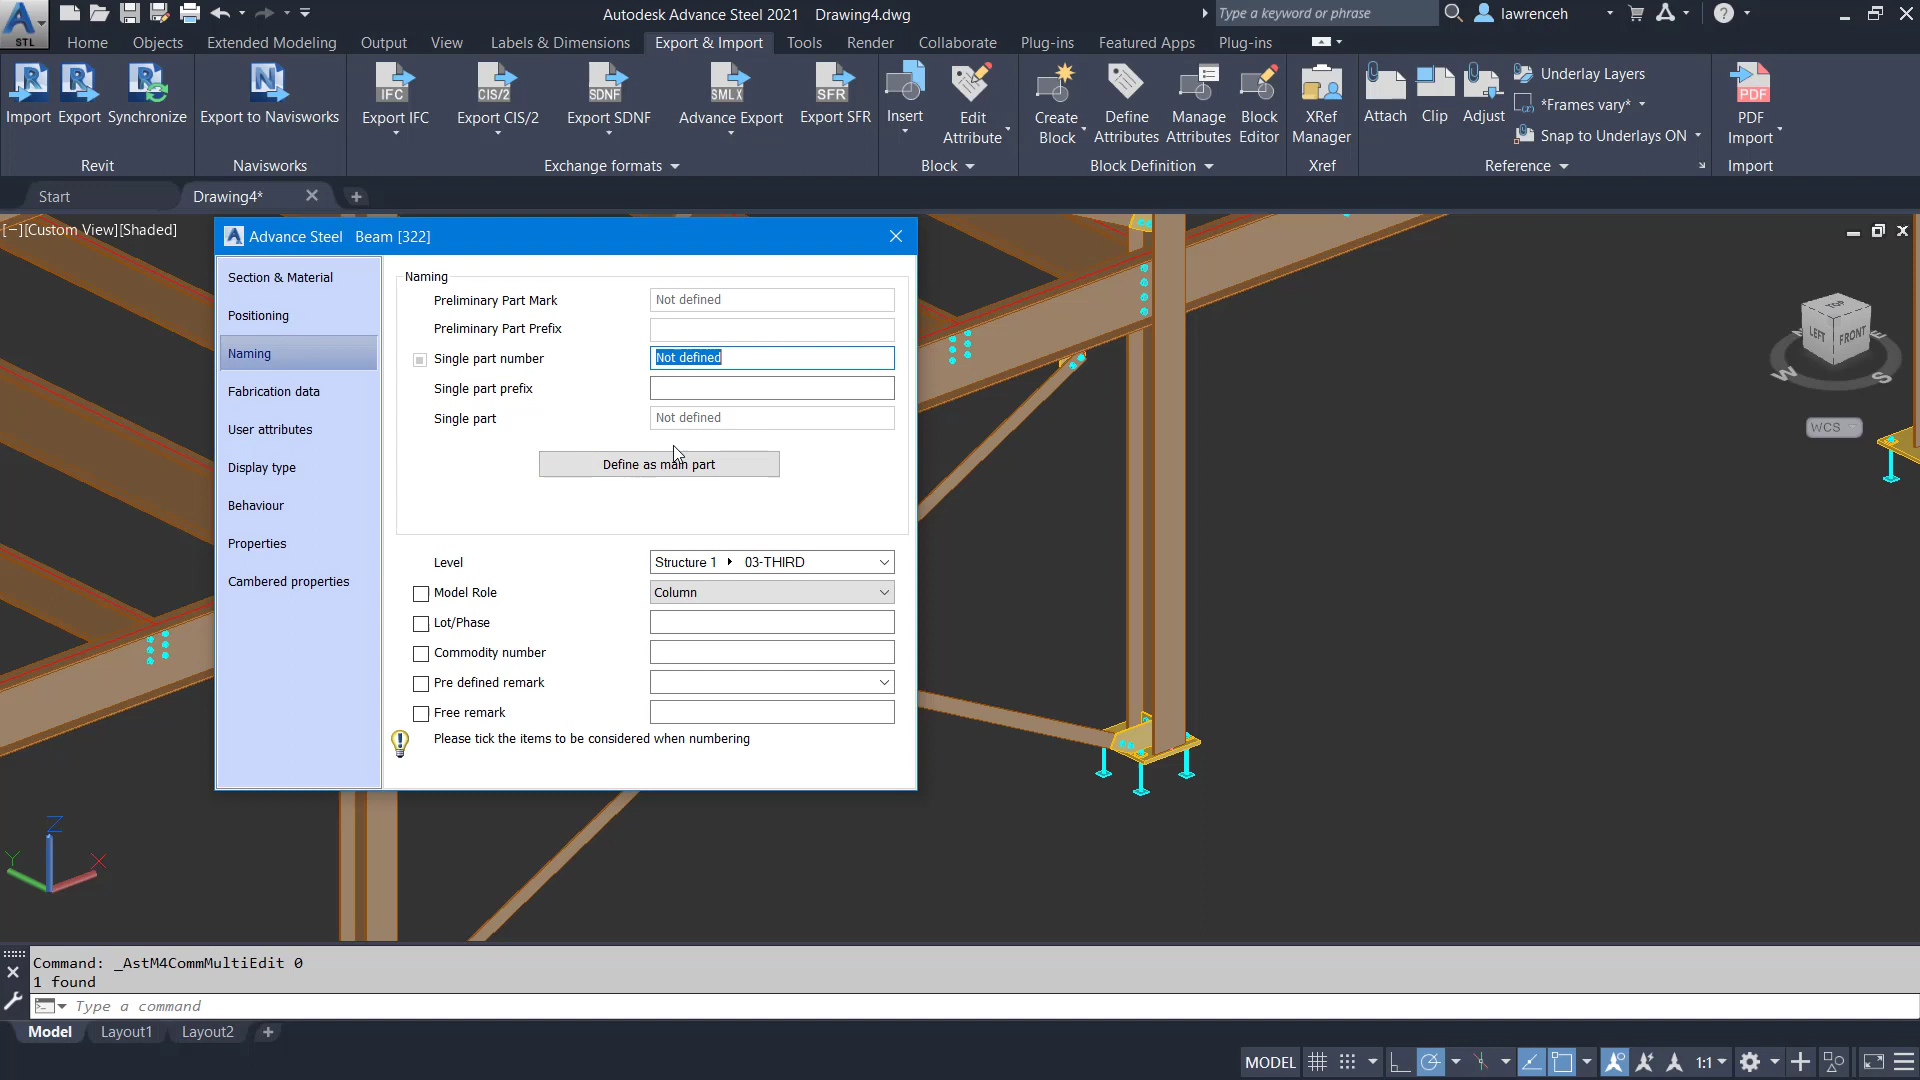 STL
Autodesk Advance Steel 2021 Drawing4.dwg
Type a keyword or phrase
lawrenceh
Home Objects Extended Modeling Output View Labels & Dimensions Export & Import Tools Render Collaborate Plug-ins Featured Apps Plug-ins
IFC CIS/2 SDNF SMLX SFR
PDF
Import Export Synchronize Export to Navisworks Export IFC Export CIS/2 Export SDNF Advance Export Export SFR Insert Edit Attribute Create Block Define Attributes Manage Attributes Block Editor XRef Manager Attach Clip Adjust PDF Import
Underlay Layers
*Frames vary*
Snap to Underlays ON
Revit Navisworks Exchange formats Block Block Definition Xref Reference Import
Start Drawing4*
[−][Custom View][Shaded]
TOP
LEFT
FRONT
W
S
E
WCS
Advance Steel Beam [322]
Section & Material
Positioning
Naming
Fabrication data
User attributes
Display type
Behaviour
Properties
Cambered properties
Naming
Preliminary Part Mark Not defined
Preliminary Part Prefix
Single part number Not defined
Single part prefix
Single part Not defined
Define as main part
Level Structure 1 03-THIRD
Model Role Column
Lot/Phase
Commodity number
Pre defined remark
Free remark
Please tick the items to be considered when numbering
Z
Y
X
Command: _AstM4CommMultiEdit 0
1 found
Type a command
Model Layout1 Layout2
MODEL 1:1